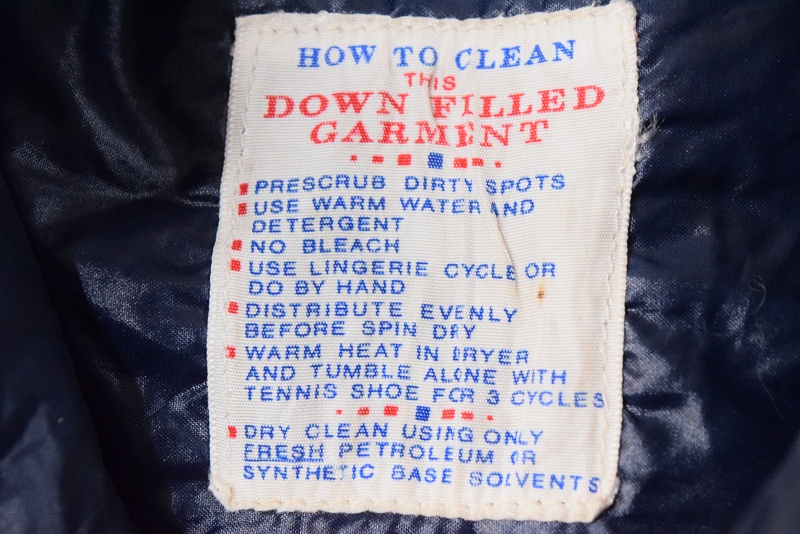 HOW TO CLEAN
THIS
DOWN FILLED
GARMENT
PRESCRUB DIRTY SPOTS
USE WARM WATER AND
DETERGENT
NO BLEACH
USE LINGERIE CYCLE OR
DO BY HAND
DISTRIBUTE EVENLY
BEFORE SPIN DRY
WARM HEAT IN DRYER
AND TUMBLE ALONE WITH
TENNIS SHOE FOR 3 CYCLES
DRY CLEAN USING ONLY
FRESH PETROLEUM OR
SYNTHETIC BASE SOLVENTS